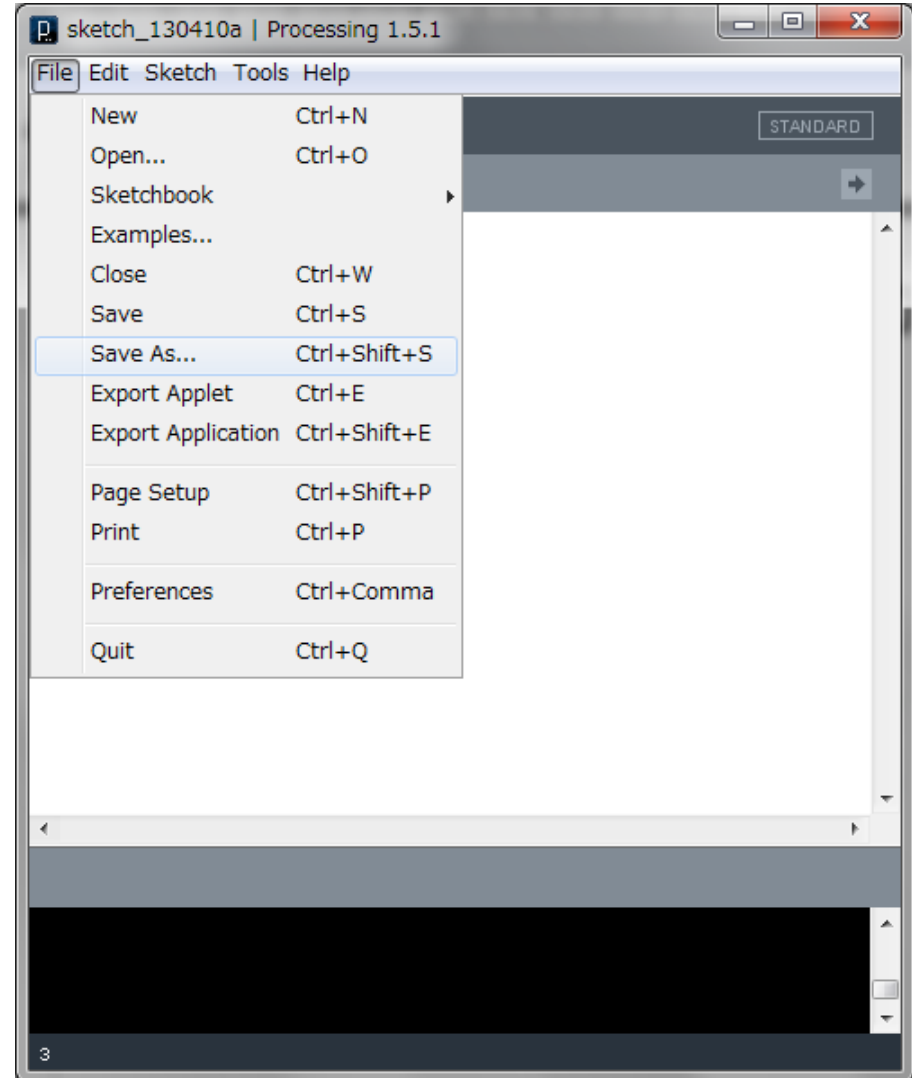 sketch_130410a | Processing 1.5.1
File Edit Sketch Tools Help
STANDARD
New Ctrl+N
Open... Ctrl+O
Sketchbook
Examples...
Close Ctrl+W
Save Ctrl+S
Save As... Ctrl+Shift+S
Export Applet Ctrl+E
Export Application Ctrl+Shift+E
Page Setup Ctrl+Shift+P
Print Ctrl+P
Preferences Ctrl+Comma
Quit Ctrl+Q
3